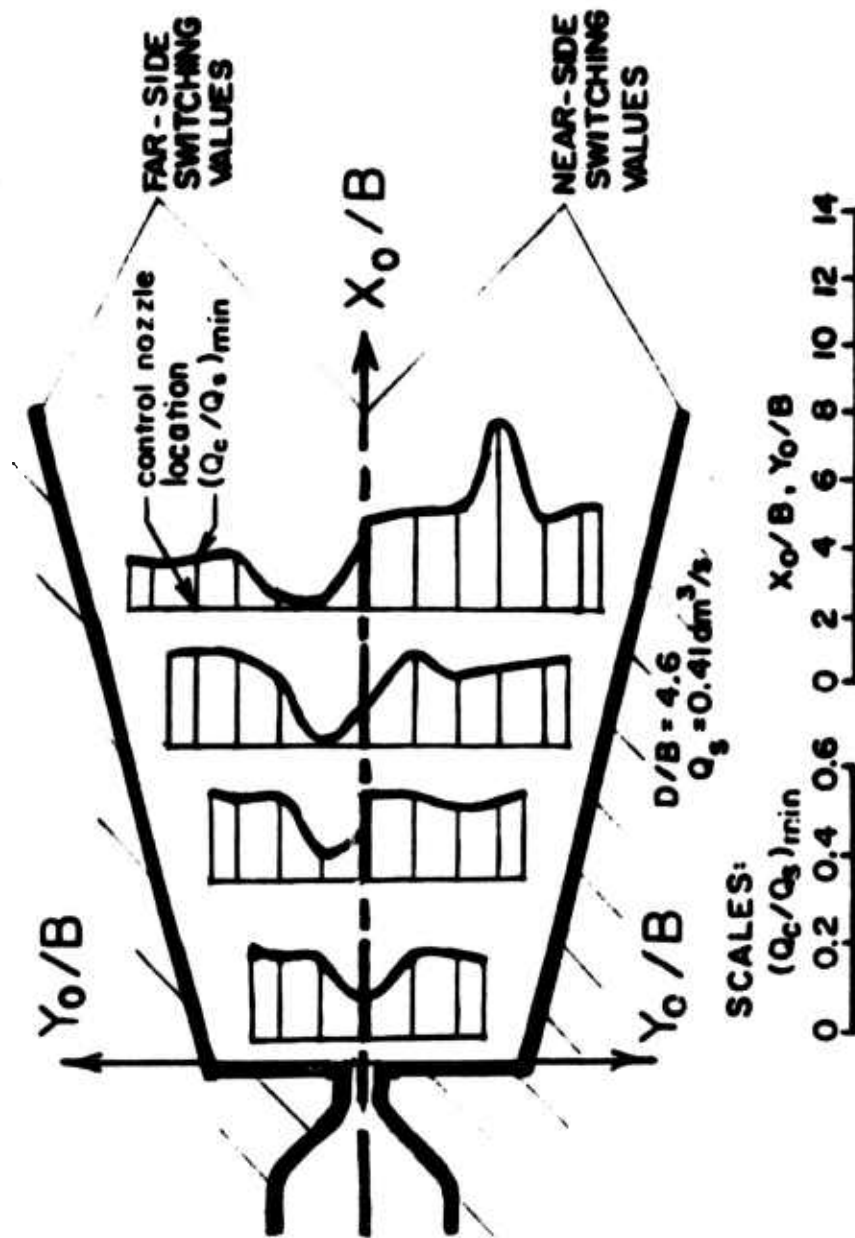 FAR-SIDE
SWITCHING
VALUES
control nozzle
location
(Qc/Qs)min
Y0/B
X0/B
Y0/B
NEAR-SIDE
SWITCHING
VALUES
D/B = 4.6
Qs = 0.41dm³/s
SCALES:
(Qc/Qs)min
0 0.2 0.4 0.6
X0/B, Y0/B
0 2 4 6 8 10 12 14